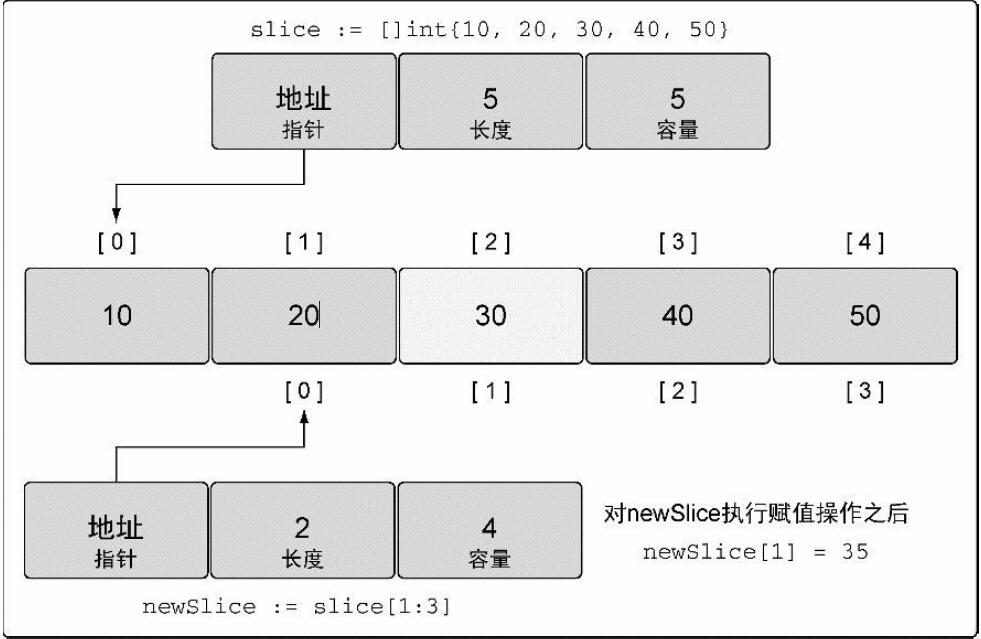 slice := []int{10, 20, 30, 40, 50}
地址 5 5
指针 长度 容量
[0] [1] [2] [3] [4]
10 20 30 40 50
[0] [1] [2] [3]
地址 2 4
指针 长度 容量
对newSlice执行赋值操作之后
newSlice[1] = 35
newSlice := slice[1:3]